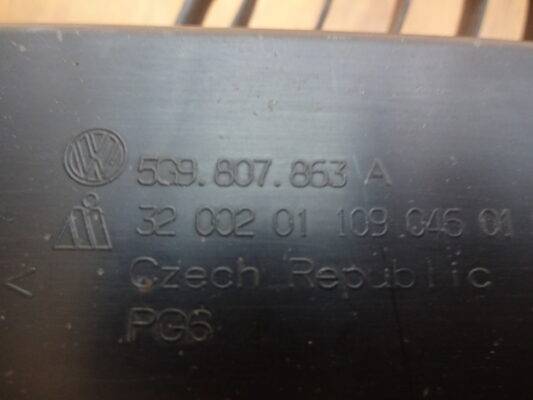 5G9.807.863 A
32 002 01 109.045 01
Czech Republic
<
PG6